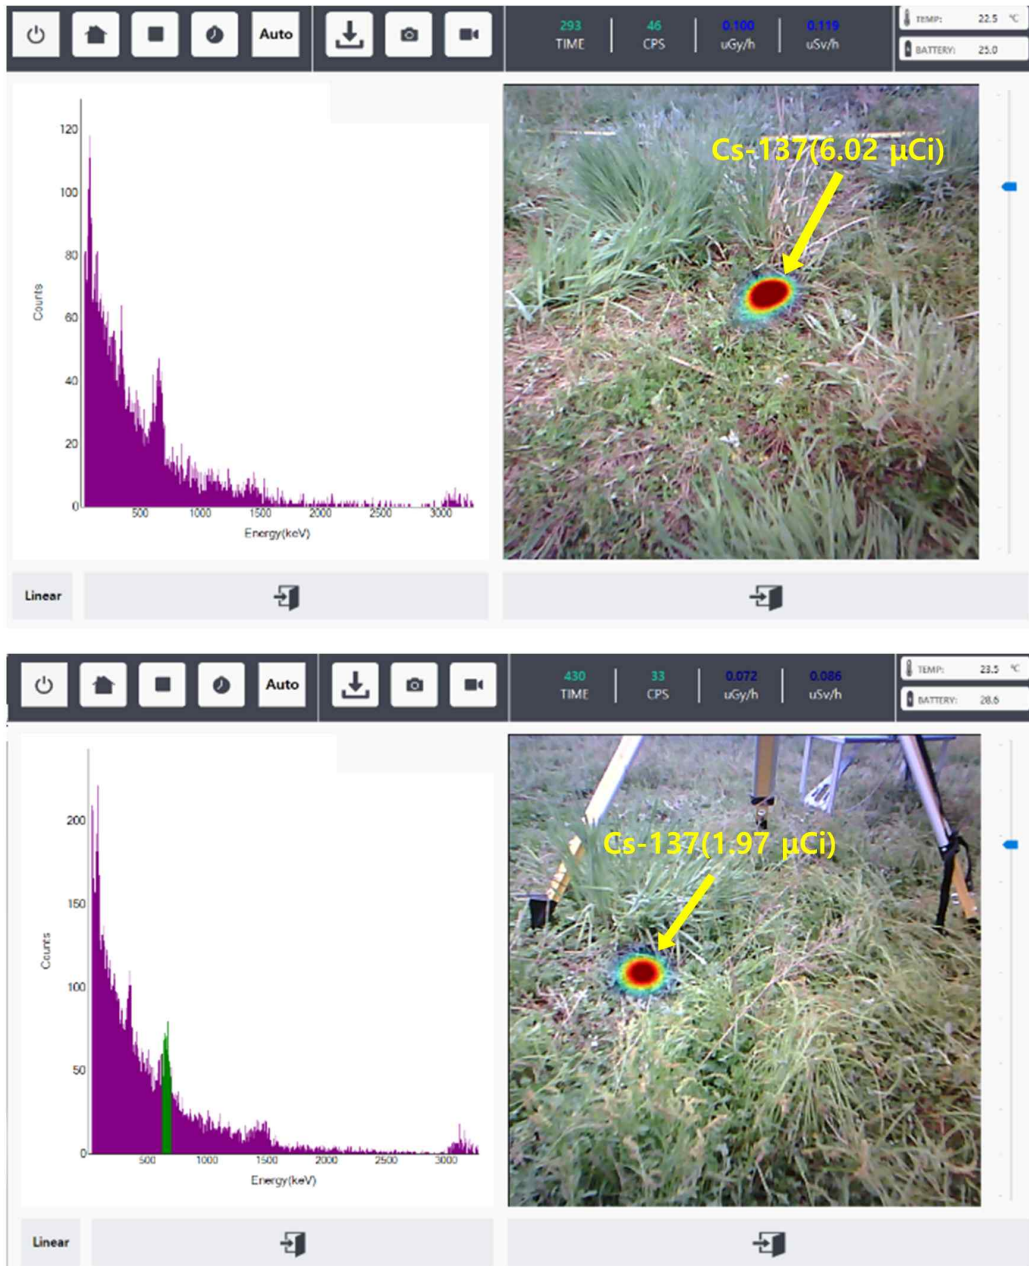 Auto
293
TIME
46
CPS
0.100
uGy/h
0.119
uSv/h
TEMP: 22.5 °C
BATTERY: 25.0
Cs-137(6.02 μCi)
120
100
80
60
40
20
0
Counts
500 1000 1500 2000 2500 3000
Energy(keV)
Linear
Auto
430
TIME
33
CPS
0.072
uGy/h
0.086
uSv/h
TEMP: 23.5 °C
BATTERY: 28.6
Cs-137(1.97 μCi)
200
150
100
50
0
Counts
500 1000 1500 2000 2500 3000
Energy(keV)
Linear